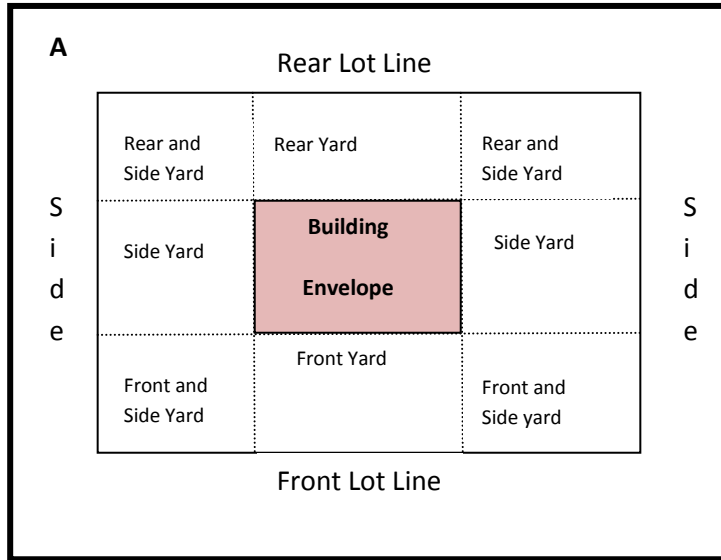 A
Rear Lot Line
Rear and
Side Yard
Rear Yard
Rear and
Side Yard
S
i
d
e
Side Yard
Building
Envelope
Side Yard
S
i
d
e
Front and
Side Yard
Front Yard
Front and
Side yard
Front Lot Line